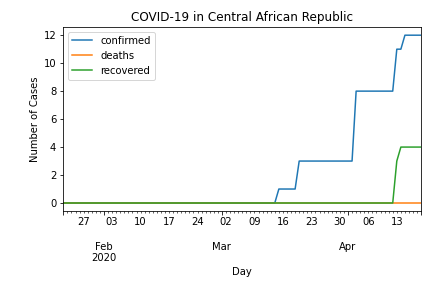 COVID-19 in Central African Republic
confirmed
deaths
recovered
Number of Cases
12
10
8
6
4
2
0
27 03 10 17 24 02 09 16 23 30 06 13
Feb Mar Apr
2020
Day